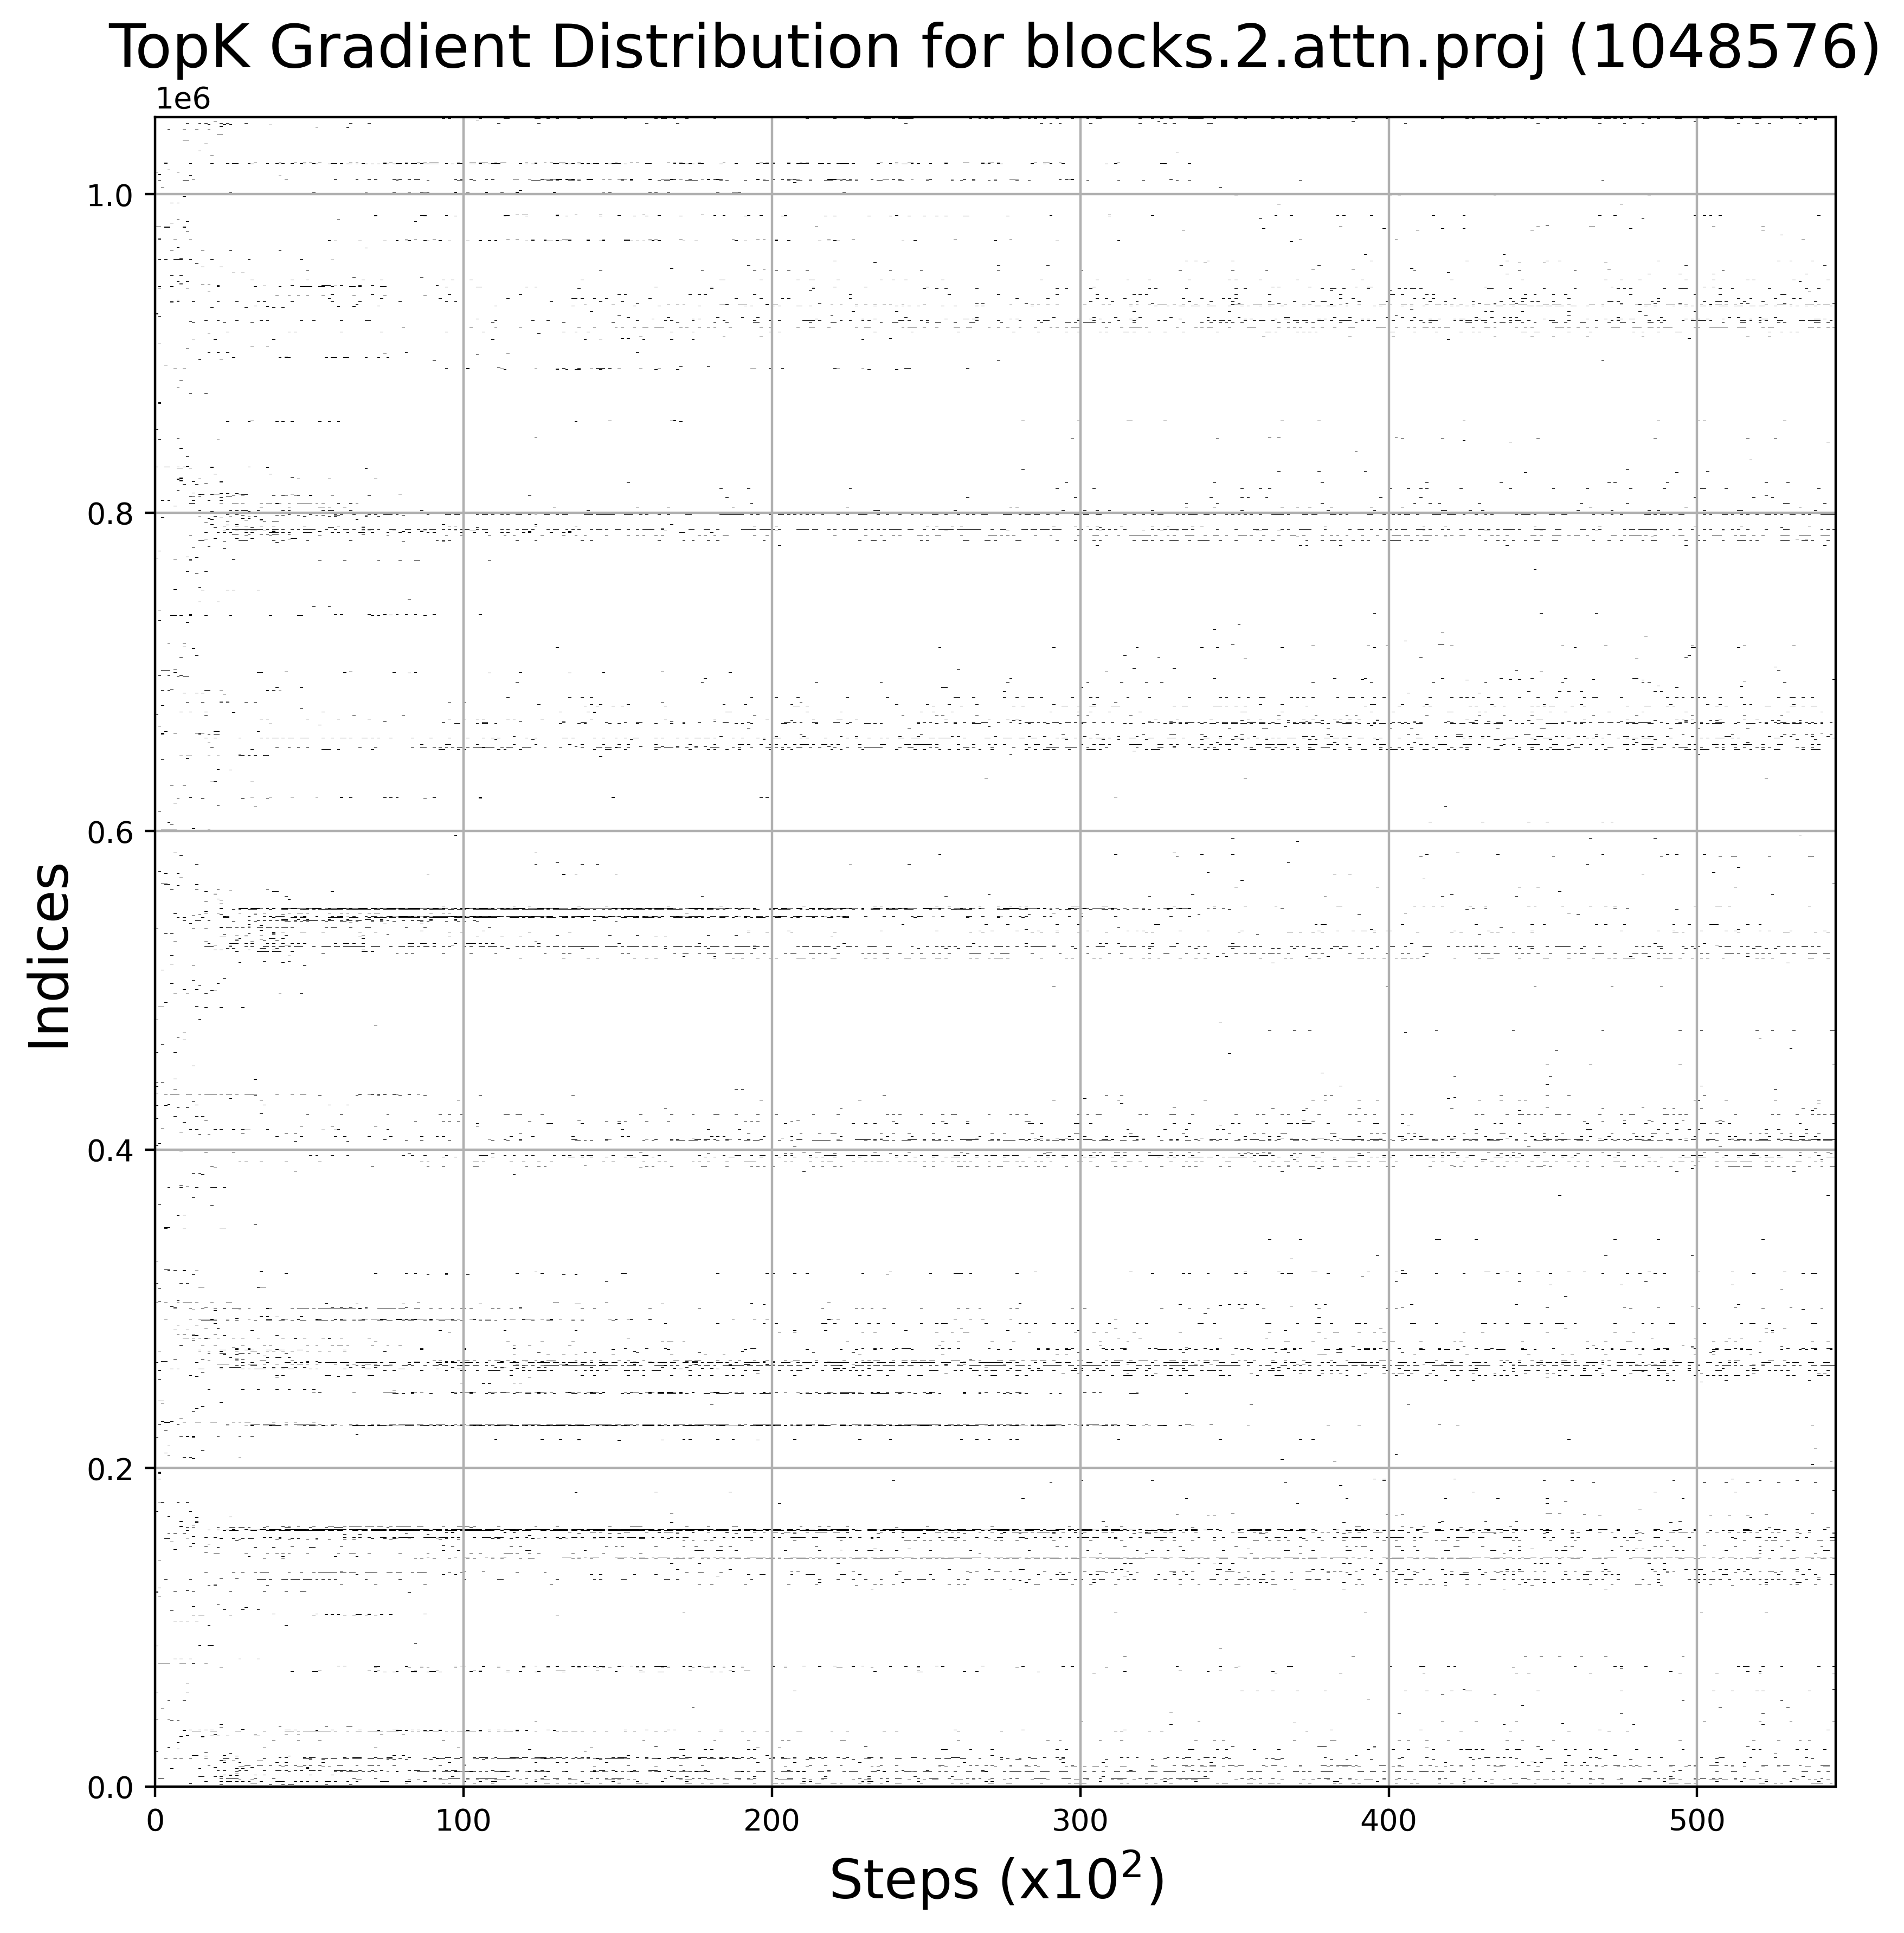 TopK Gradient Distribution for blocks.2.attn.proj (1048576)
1e6
1.0
0.8
0.6
0.4
0.2
0.0
Indices
0 100 200 300 400 500
Steps (x10²)